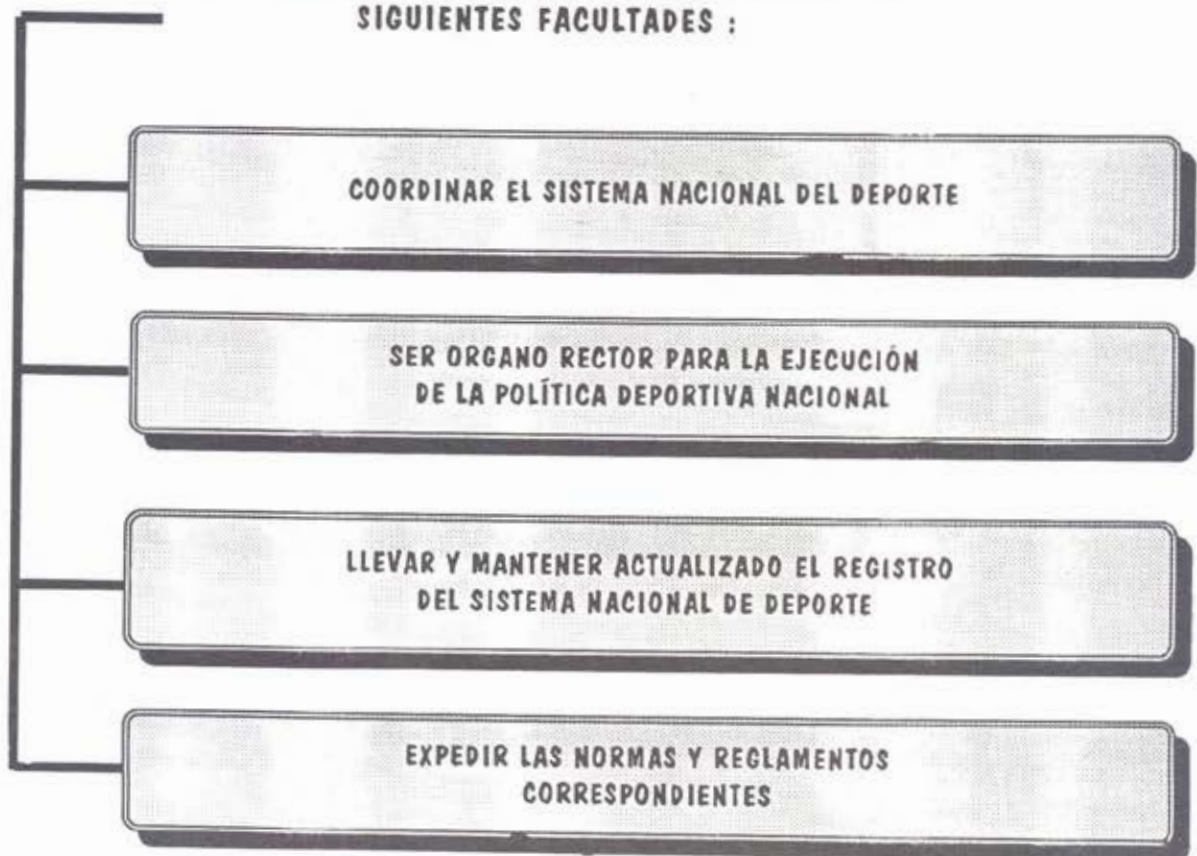 SIGUIENTES FACULTADES :
COORDINAR EL SISTEMA NACIONAL DEL DEPORTE
SER ORGANO RECTOR PARA LA EJECUCIÓN
DE LA POLÍTICA DEPORTIVA NACIONAL
LLEVAR Y MANTENER ACTUALIZADO EL REGISTRO
DEL SISTEMA NACIONAL DE DEPORTE
EXPEDIR LAS NORMAS Y REGLAMENTOS
CORRESPONDIENTES